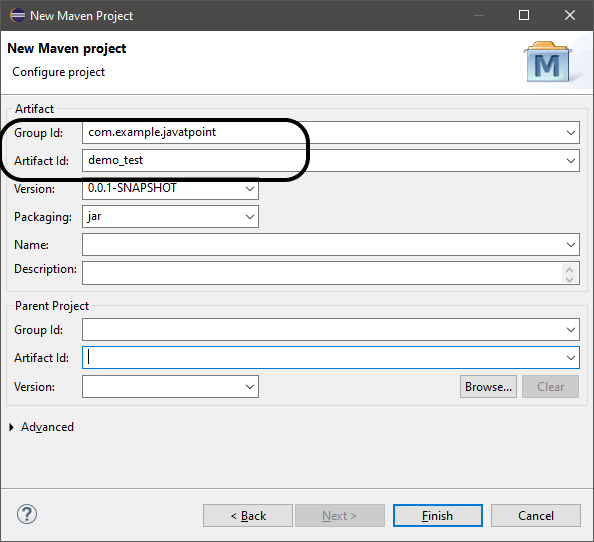 New Maven Project
New Maven project
Configure project
M
Artifact
Group Id: com.example.javatpoint
Artifact Id: demo_test
Version: 0.0.1-SNAPSHOT
Packaging: jar
Name:
Description:
Parent Project
Group Id:
Artifact Id:
Version: Browse... Clear
Advanced
? < Back Next > Finish Cancel